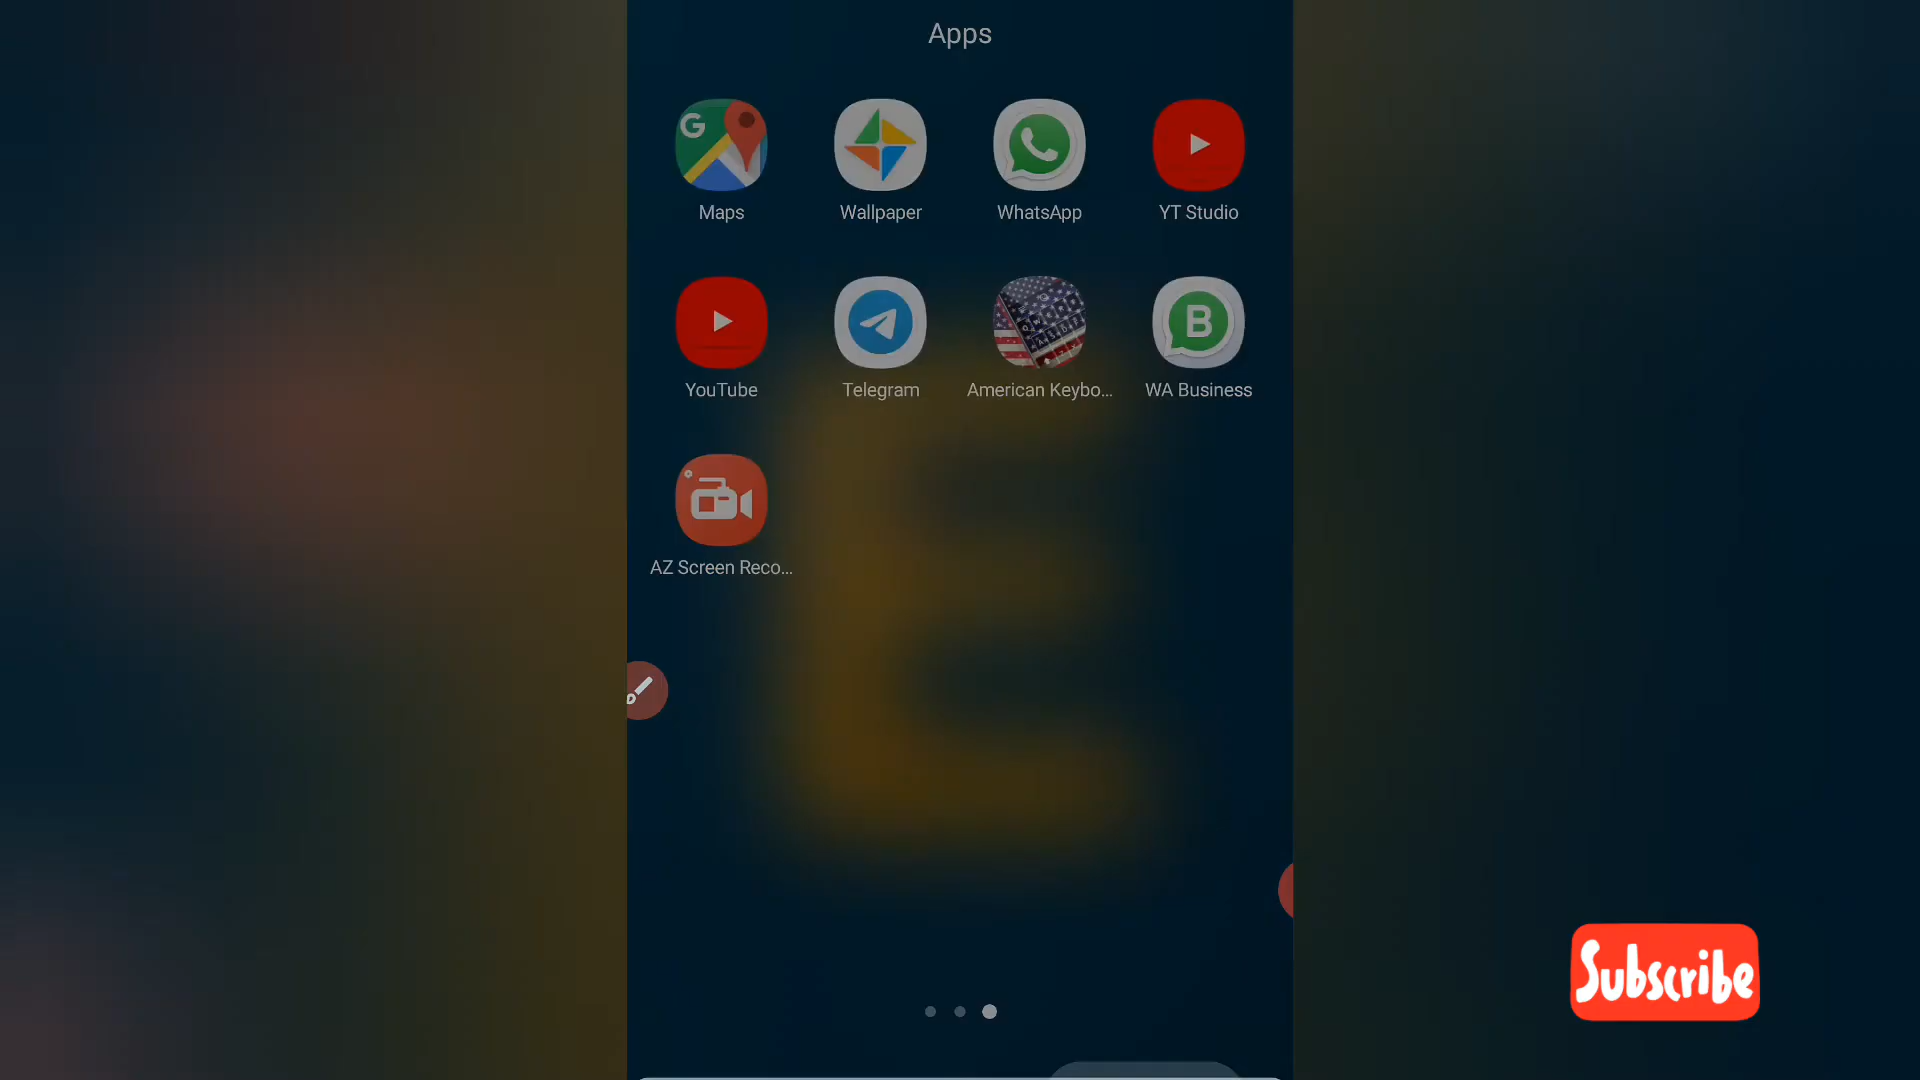 Apps
Maps
Wallpaper
WhatsApp
YT Studio
YouTube
Telegram
American Keybo...
WA Business
AZ Screen Reco...
Subscribe